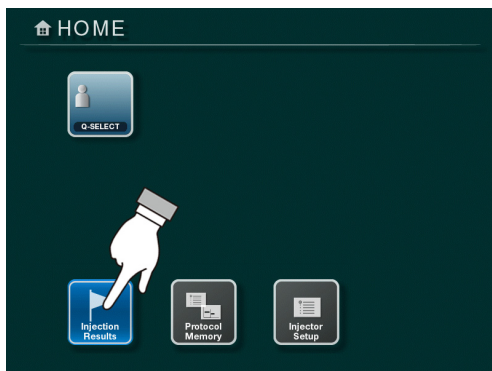 HOME
Q-SELECT
Injection
Results
Protocol
Memory
Injector
Setup